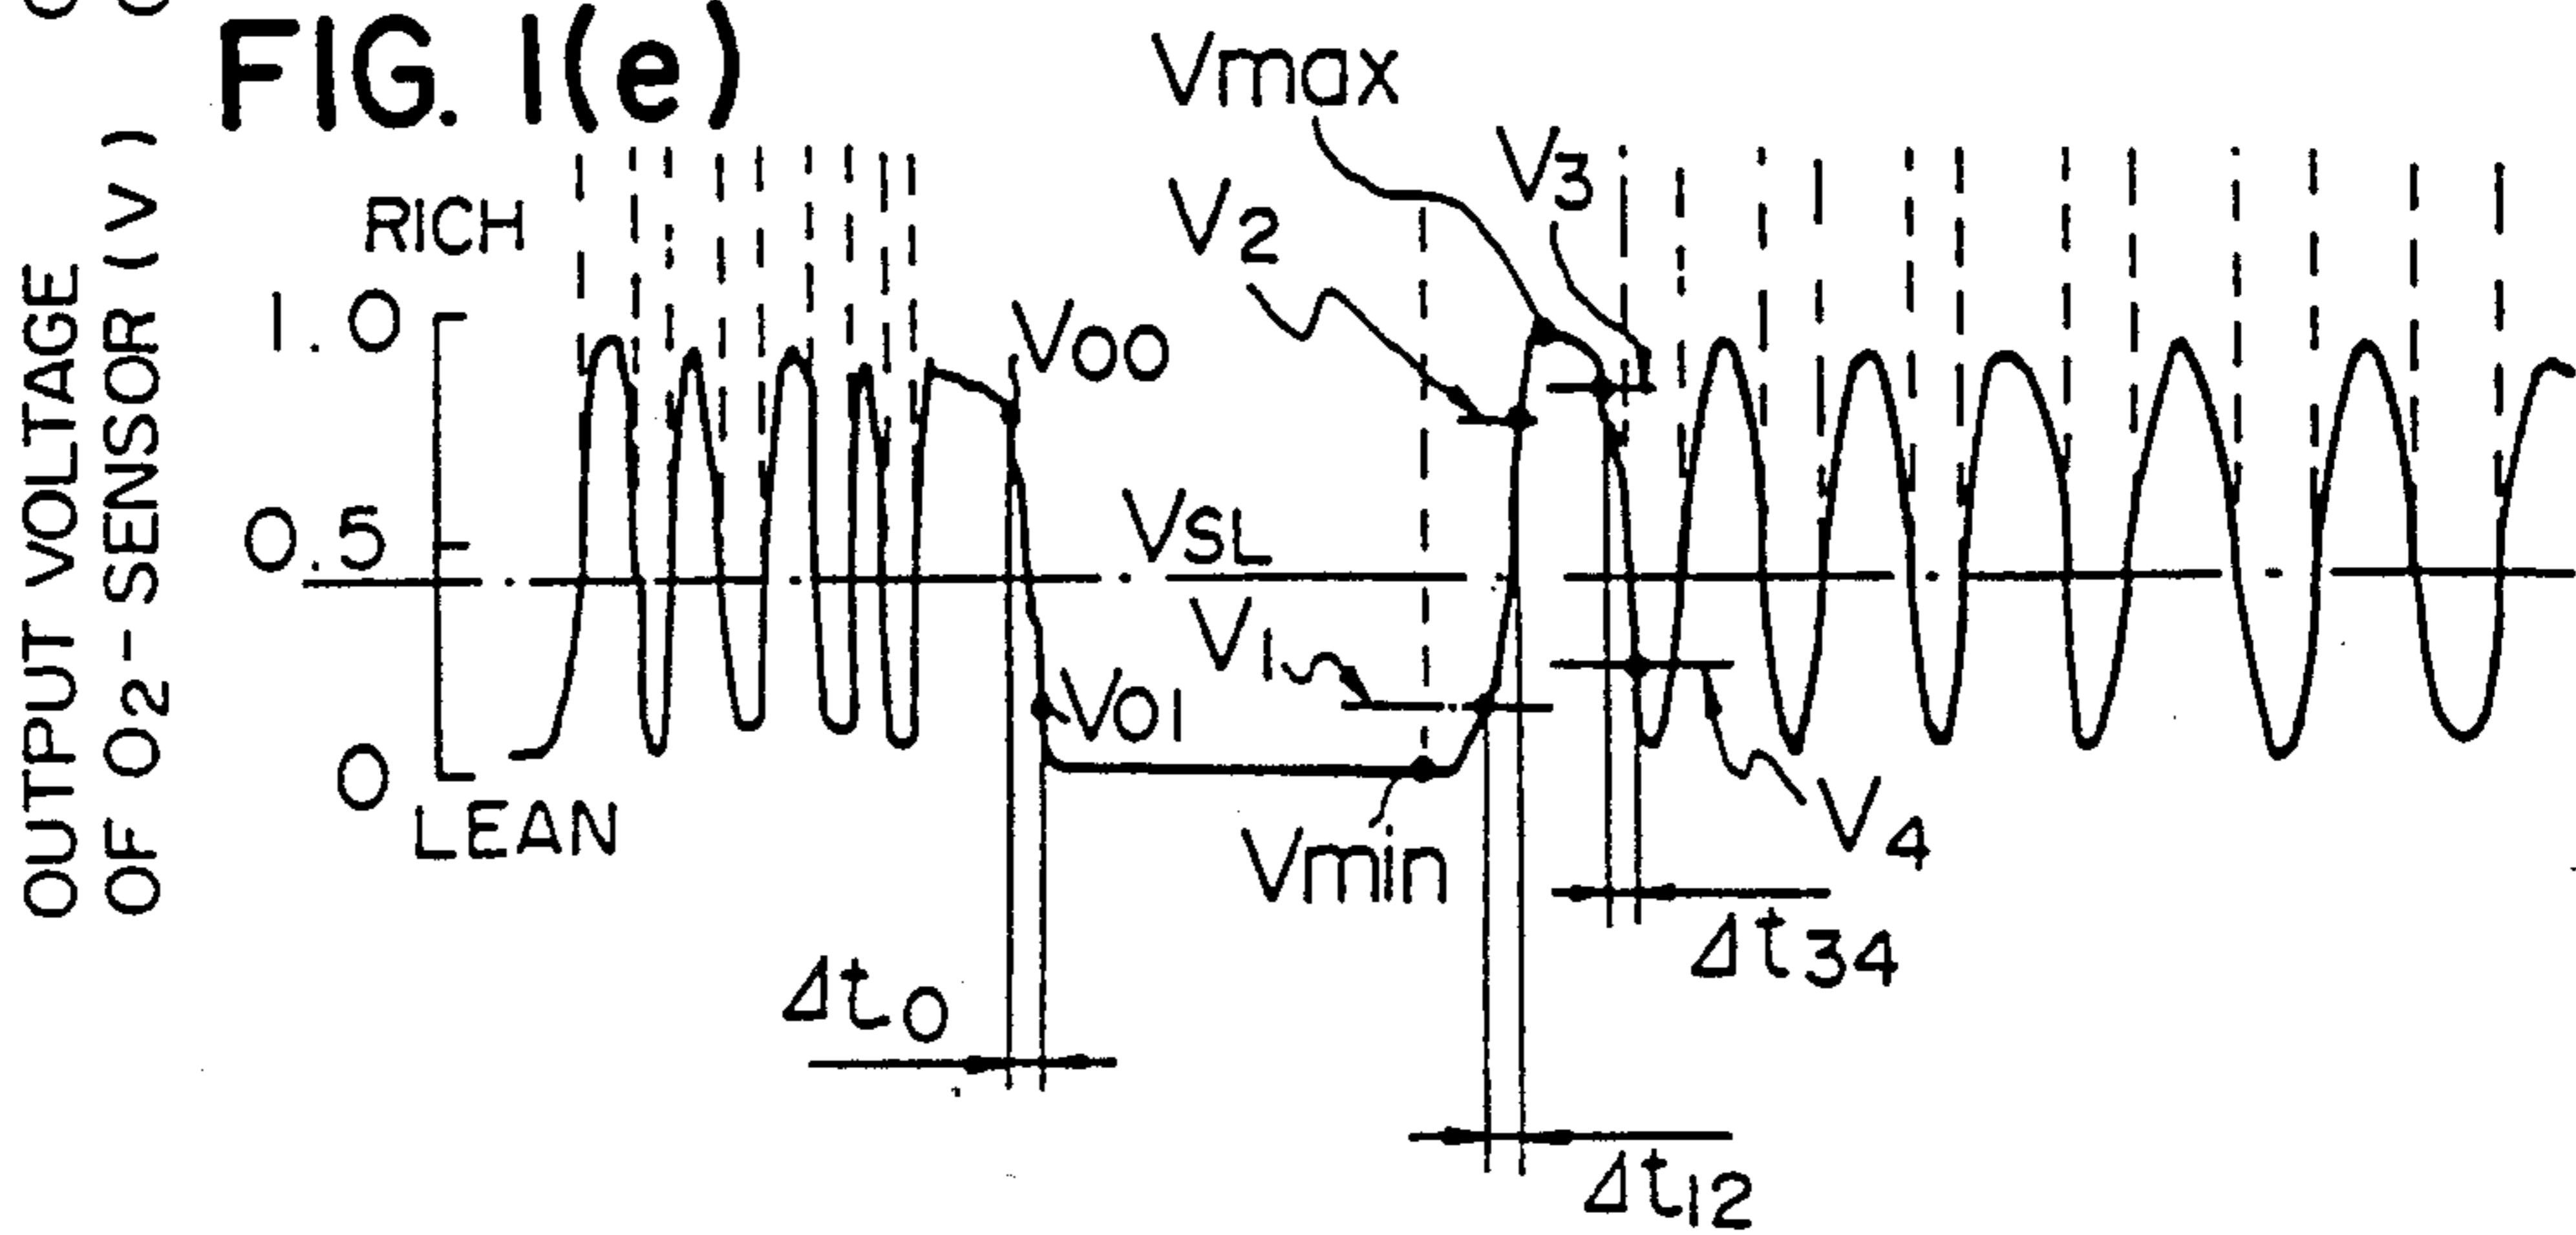 FIG. 1(e)
OUTPUT VOLTAGE
OF O2-SENSOR (V)
RICH
1.0
0.5
0
LEAN
V00
V01
VSL
Vmax
V2
V3
V1
Vmin
V4
Δt0
Δt34
Δt12